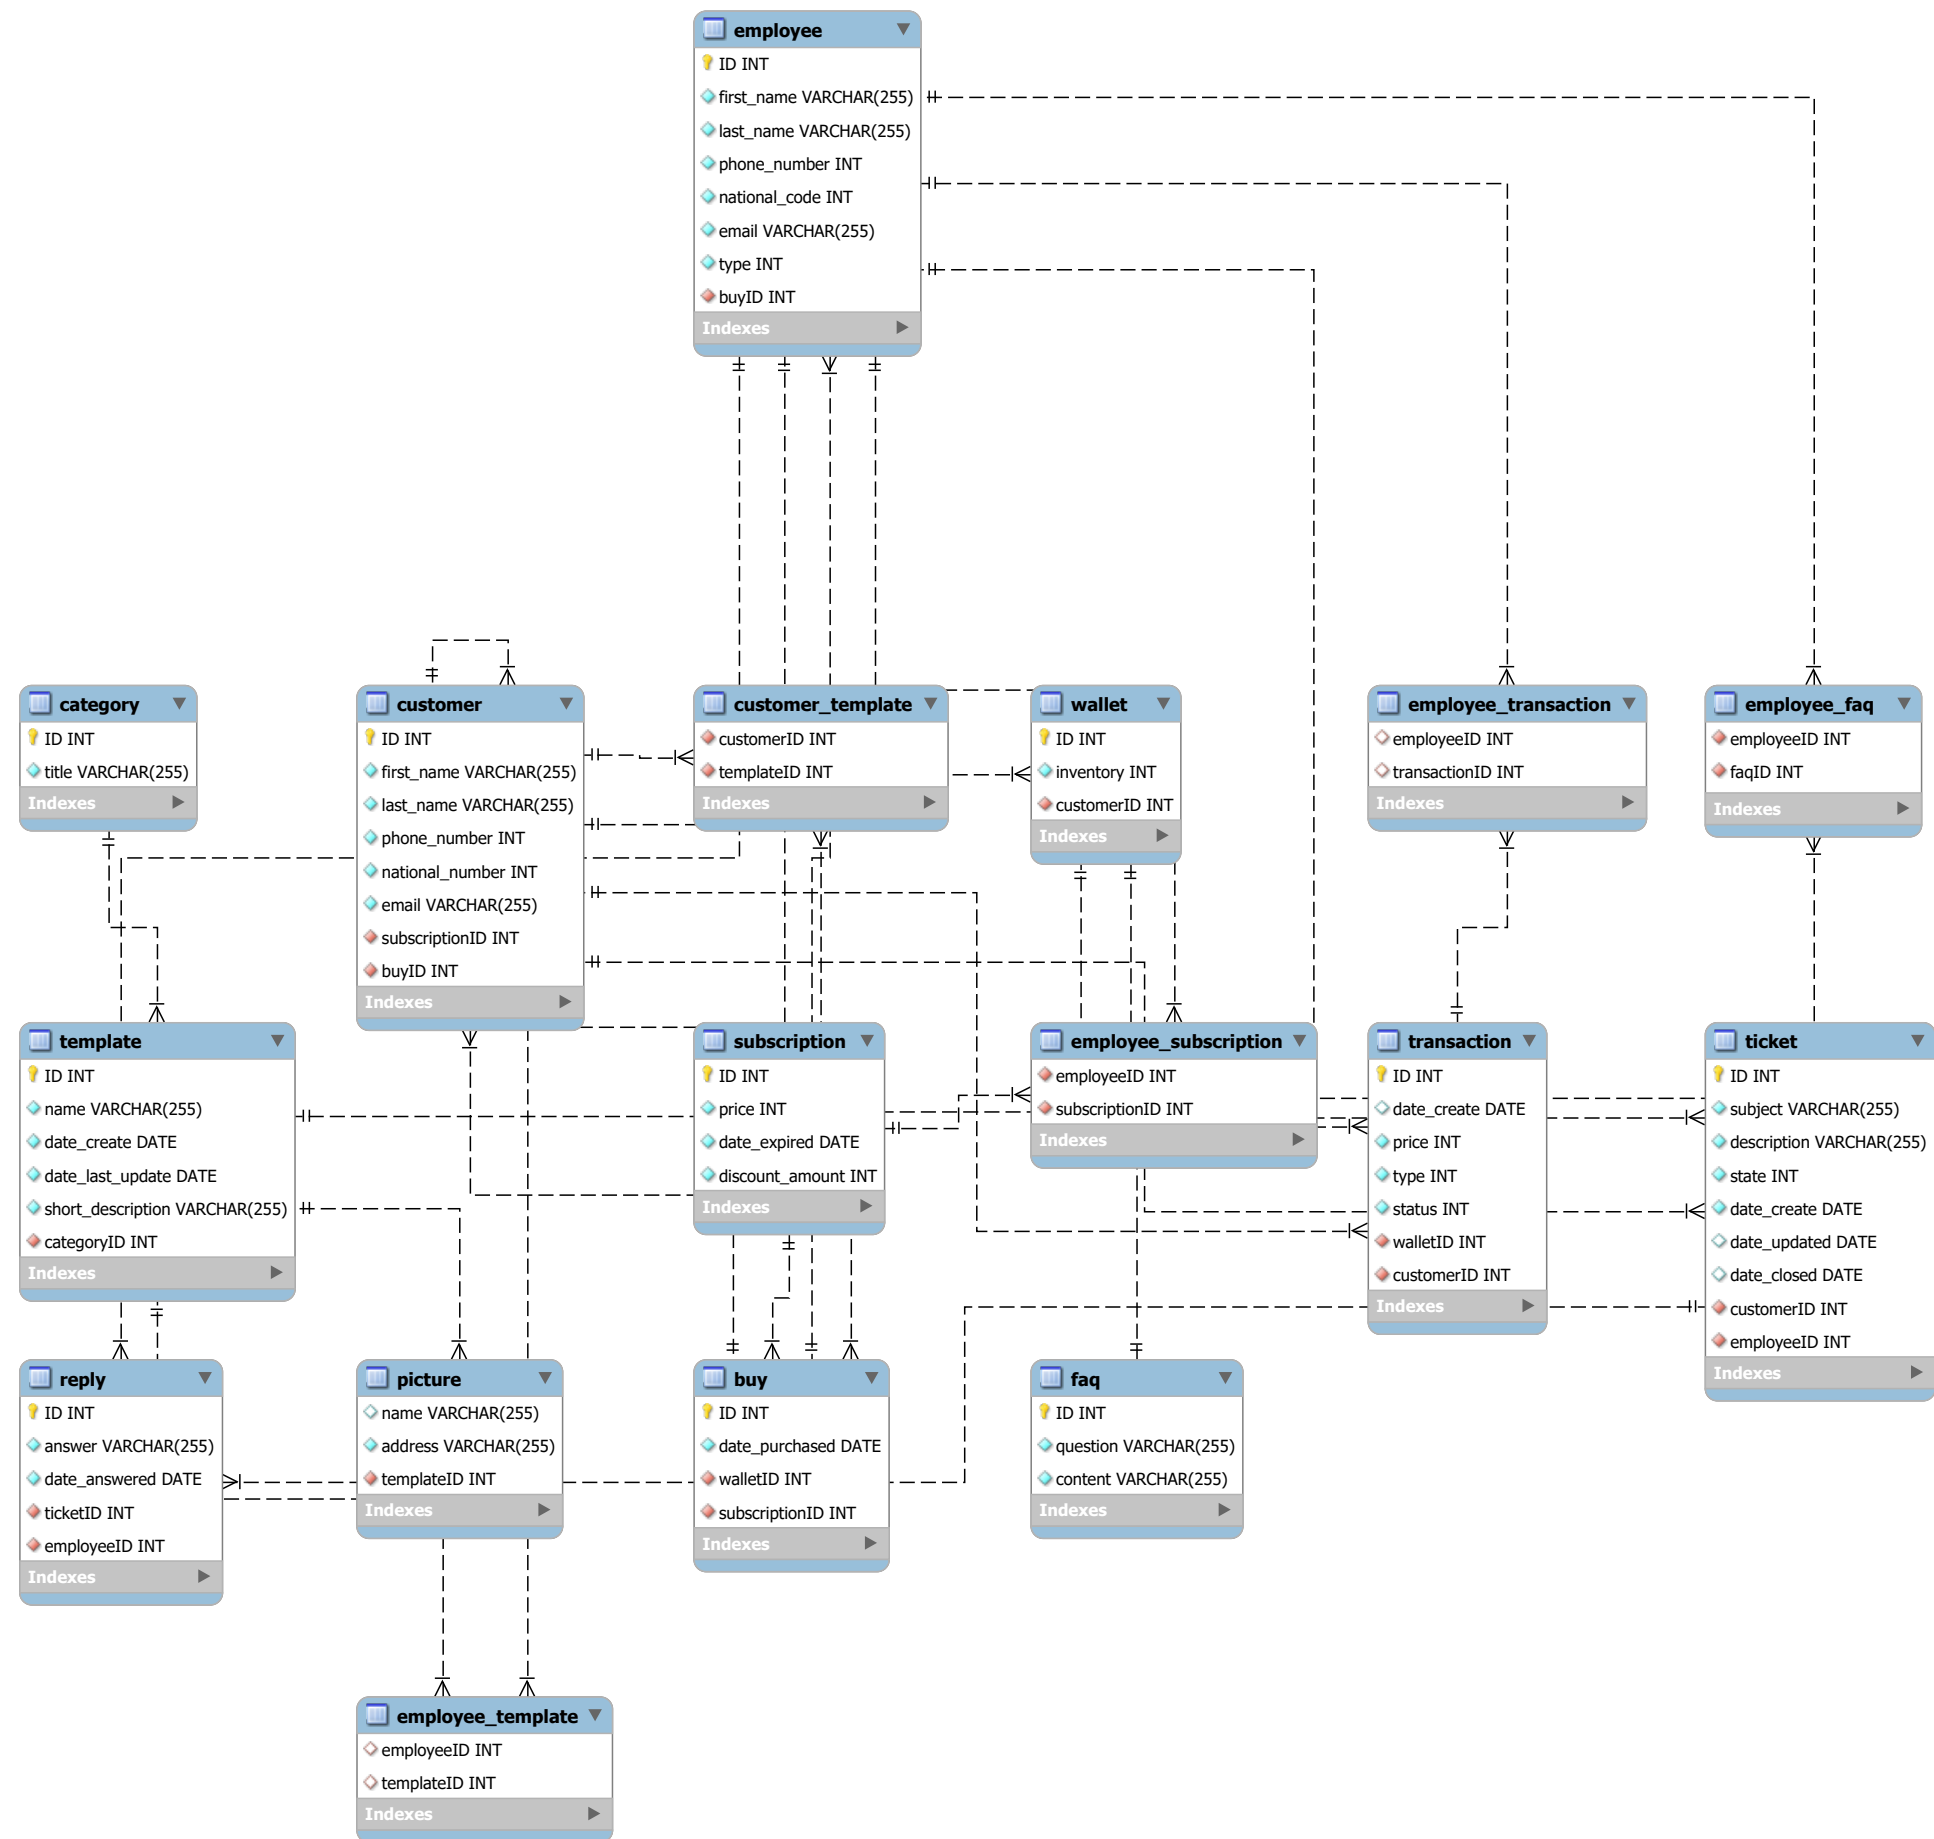 employee
ID INT
first_name VARCHAR(255)
last_name VARCHAR(255)
phone_number INT
national_code INT
email VARCHAR(255)
type INT
buyID INT
Indexes
category
ID INT
title VARCHAR(255)
Indexes
customer
ID INT
first_name VARCHAR(255)
last_name VARCHAR(255)
phone_number INT
national_number INT
email VARCHAR(255)
subscriptionID INT
buyID INT
Indexes
customer_template
customerID INT
templateID INT
Indexes
wallet
ID INT
inventory INT
customerID INT
Indexes
employee_transaction
employeeID INT
transactionID INT
Indexes
employee_faq
employeeID INT
faqID INT
Indexes
template
ID INT
name VARCHAR(255)
date_create DATE
date_last_update DATE
short_description VARCHAR(255)
categoryID INT
Indexes
subscription
ID INT
price INT
date_expired DATE
discount_amount INT
Indexes
employee_subscription
employeeID INT
subscriptionID INT
Indexes
transaction
ID INT
date_create DATE
price INT
type INT
status INT
walletID INT
customerID INT
Indexes
ticket
ID INT
subject VARCHAR(255)
description VARCHAR(255)
state INT
date_create DATE
date_updated DATE
date_closed DATE
customerID INT
employeeID INT
Indexes
reply
ID INT
answer VARCHAR(255)
date_answered DATE
ticketID INT
employeeID INT
Indexes
picture
name VARCHAR(255)
address VARCHAR(255)
templateID INT
Indexes
buy
ID INT
date_purchased DATE
walletID INT
subscriptionID INT
Indexes
faq
ID INT
question VARCHAR(255)
content VARCHAR(255)
Indexes
employee_template
employeeID INT
templateID INT
Indexes